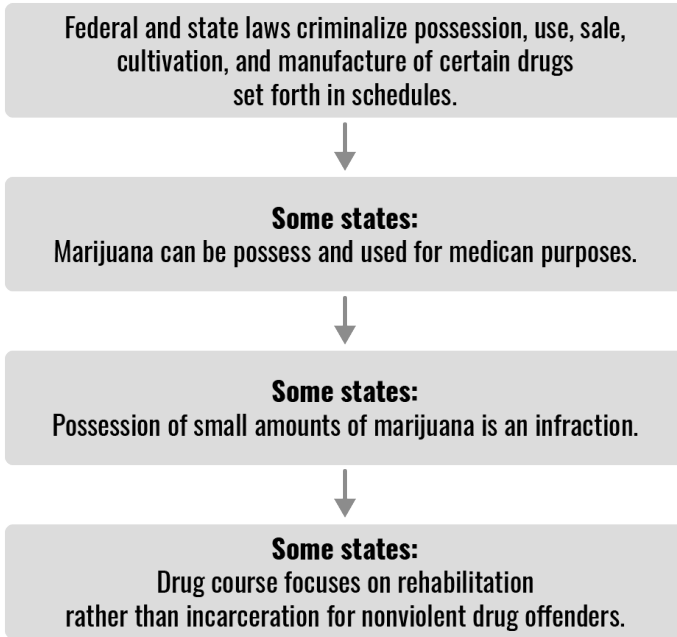 Federal and state laws criminalize possession, use, sale,
cultivation, and manufacture of certain drugs
set forth in schedules.
Some states:
Marijuana can be possess and used for medican purposes.
Some states:
Possession of small amounts of marijuana is an infraction.
Some states:
Drug course focuses on rehabilitation
rather than incarceration for nonviolent drug offenders.